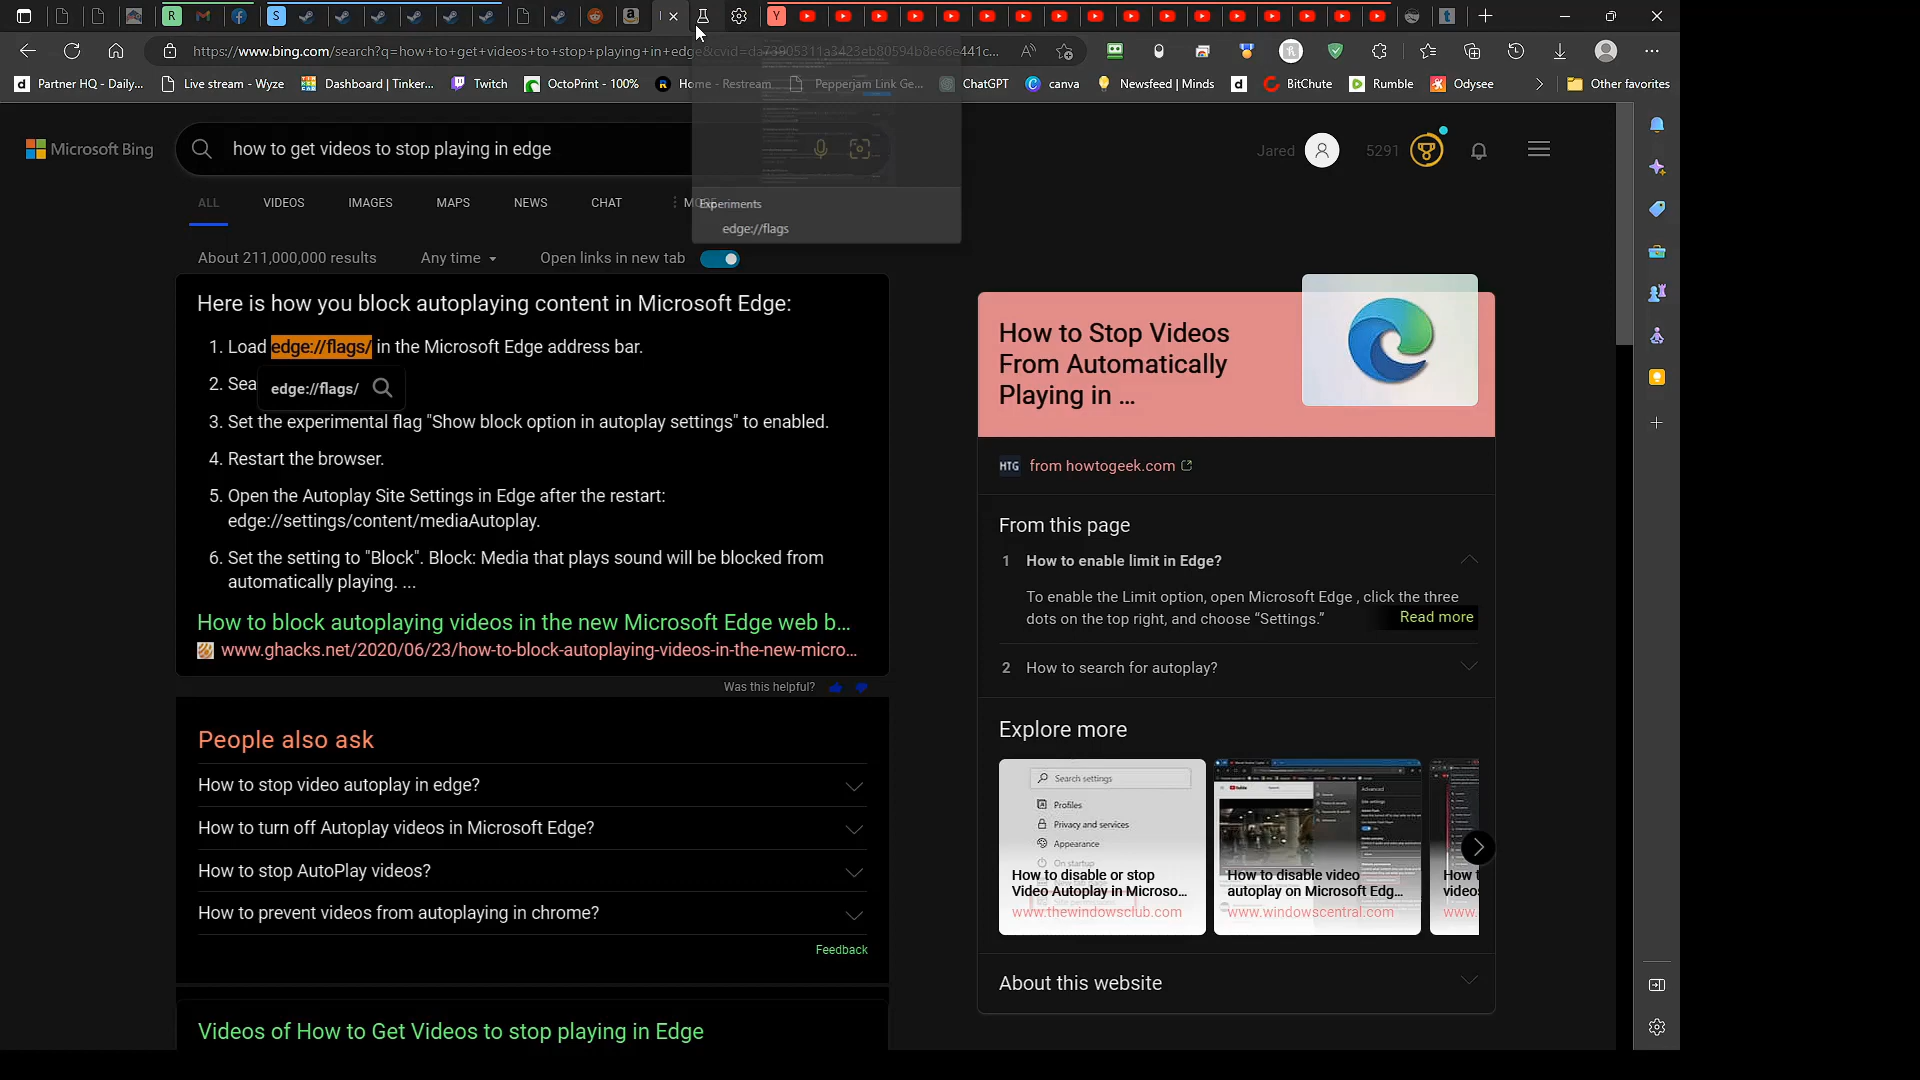 https://www.bing.com/search?q=how+to+get+videos+to+stop+playing+in+edge&cvid=da73905311a3423eb80594b8e66e441c...
Partner HQ - Daily...
Live stream - Wyze
Dashboard | Tinker...
Twitch
OctoPrint - 100%
Home - Restream
Pepperjam Link Ge...
ChatGPT
canva
Newsfeed | Minds
BitChute
Rumble
Odysee
Other favorites
Microsoft Bing
how to get videos to stop playing in edge
Jared
5291
Experiments
edge://flags
ALL
VIDEOS
IMAGES
MAPS
NEWS
CHAT
About 211,000,000 results
Any time
Open links in new tab
Here is how you block autoplaying content in Microsoft Edge:
1. Load edge://flags/ in the Microsoft Edge address bar.
2. Sea
edge://flags/
3. Set the experimental flag "Show block option in autoplay settings" to enabled.
4. Restart the browser.
5. Open the Autoplay Site Settings in Edge after the restart:
edge://settings/content/mediaAutoplay.
6. Set the setting to "Block". Block: Media that plays sound will be blocked from
automatically playing. ...
How to block autoplaying videos in the new Microsoft Edge web b...
www.ghacks.net/2020/06/23/how-to-block-autoplaying-videos-in-the-new-micro...
Was this helpful?
People also ask
How to stop video autoplay in edge?
How to turn off Autoplay videos in Microsoft Edge?
How to stop AutoPlay videos?
How to prevent videos from autoplaying in chrome?
Feedback
Videos of How to Get Videos to stop playing in Edge
How to Stop Videos
From Automatically
Playing in ...
HTG from howtogeek.com
From this page
1 How to enable limit in Edge?
To enable the Limit option, open Microsoft Edge , click the three
dots on the top right, and choose “Settings.”
Read more
2 How to search for autoplay?
Explore more
Search settings
Profiles
Privacy and services
Appearance
On startup
How to disable or stop
Video Autoplay in Microso...
www.thewindowsclub.com
How to disable video
autoplay on Microsoft Edg...
www.windowscentral.com
How t
videos
www.
About this website